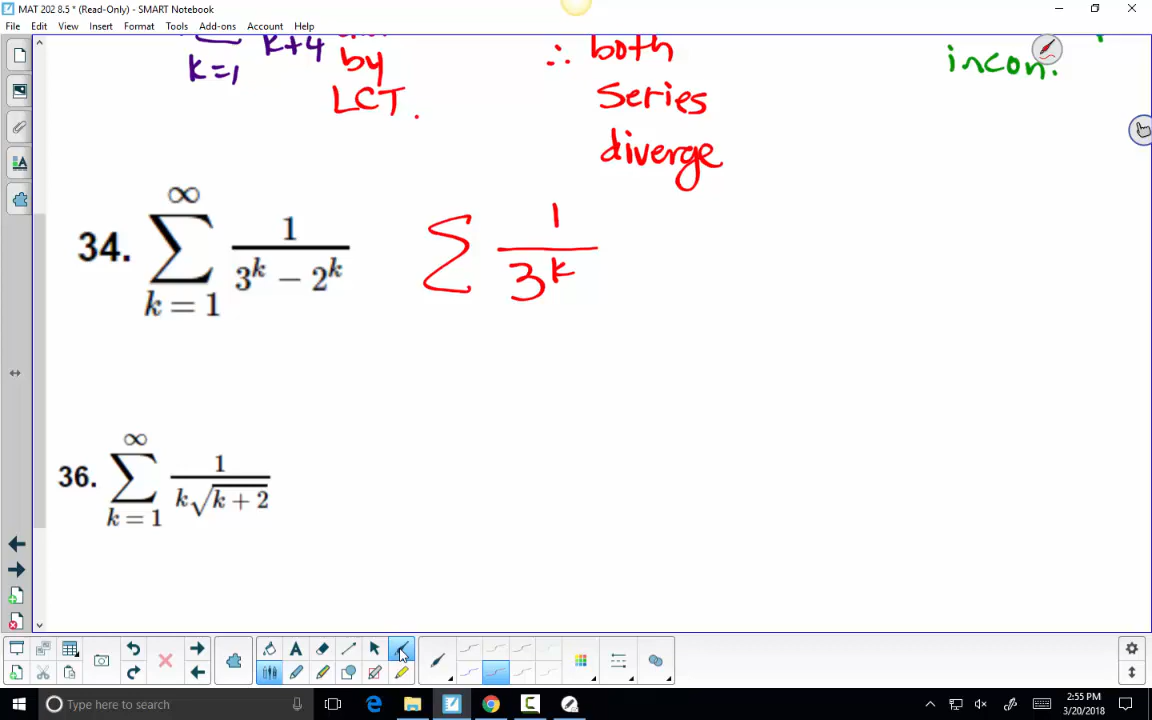 MAT 202 8.5 * (Read-Only) - SMART Notebook
File Edit View Insert Format Tools Add-ons Account Help
k=1 k+4
by
LCT.
∴ both
Series
diverge
incon.
34. ∞ ∑ k = 1 1 / (3^k − 2^k)
∑ 1 / 3^k
36. ∞ ∑ k = 1 1 / (k√(k + 2))
Type here to search
2:55 PM
3/20/2018